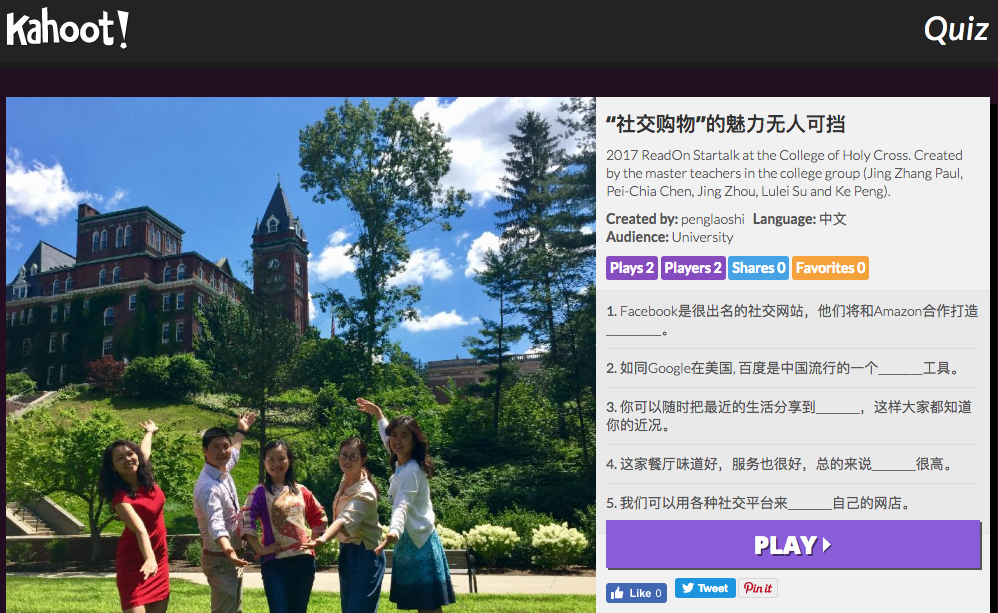 Kahoot!
Quiz
“社交购物”的魅力无人可挡
2017 ReadOn Startalk at the College of Holy Cross. Created
by the master teachers in the college group (Jing Zhang Paul,
Pei-Chia Chen, Jing Zhou, Lulei Su and Ke Peng).
Created by: penglaoshi Language: 中文
Audience: University
Plays 2 Players 2 Shares 0 Favorites 0
1. Facebook是很出名的社交网站，他们将和Amazon合作打造
_________。
2. 如同Google在美国, 百度是中国流行的一个_______工具。
3. 你可以随时把最近的生活分享到_______，这样大家都知道
你的近况。
4. 这家餐厅味道好，服务也很好，总的来说_______很高。
5. 我们可以用各种社交平台来_______自己的网店。
PLAY
Like 0 Tweet Pin it